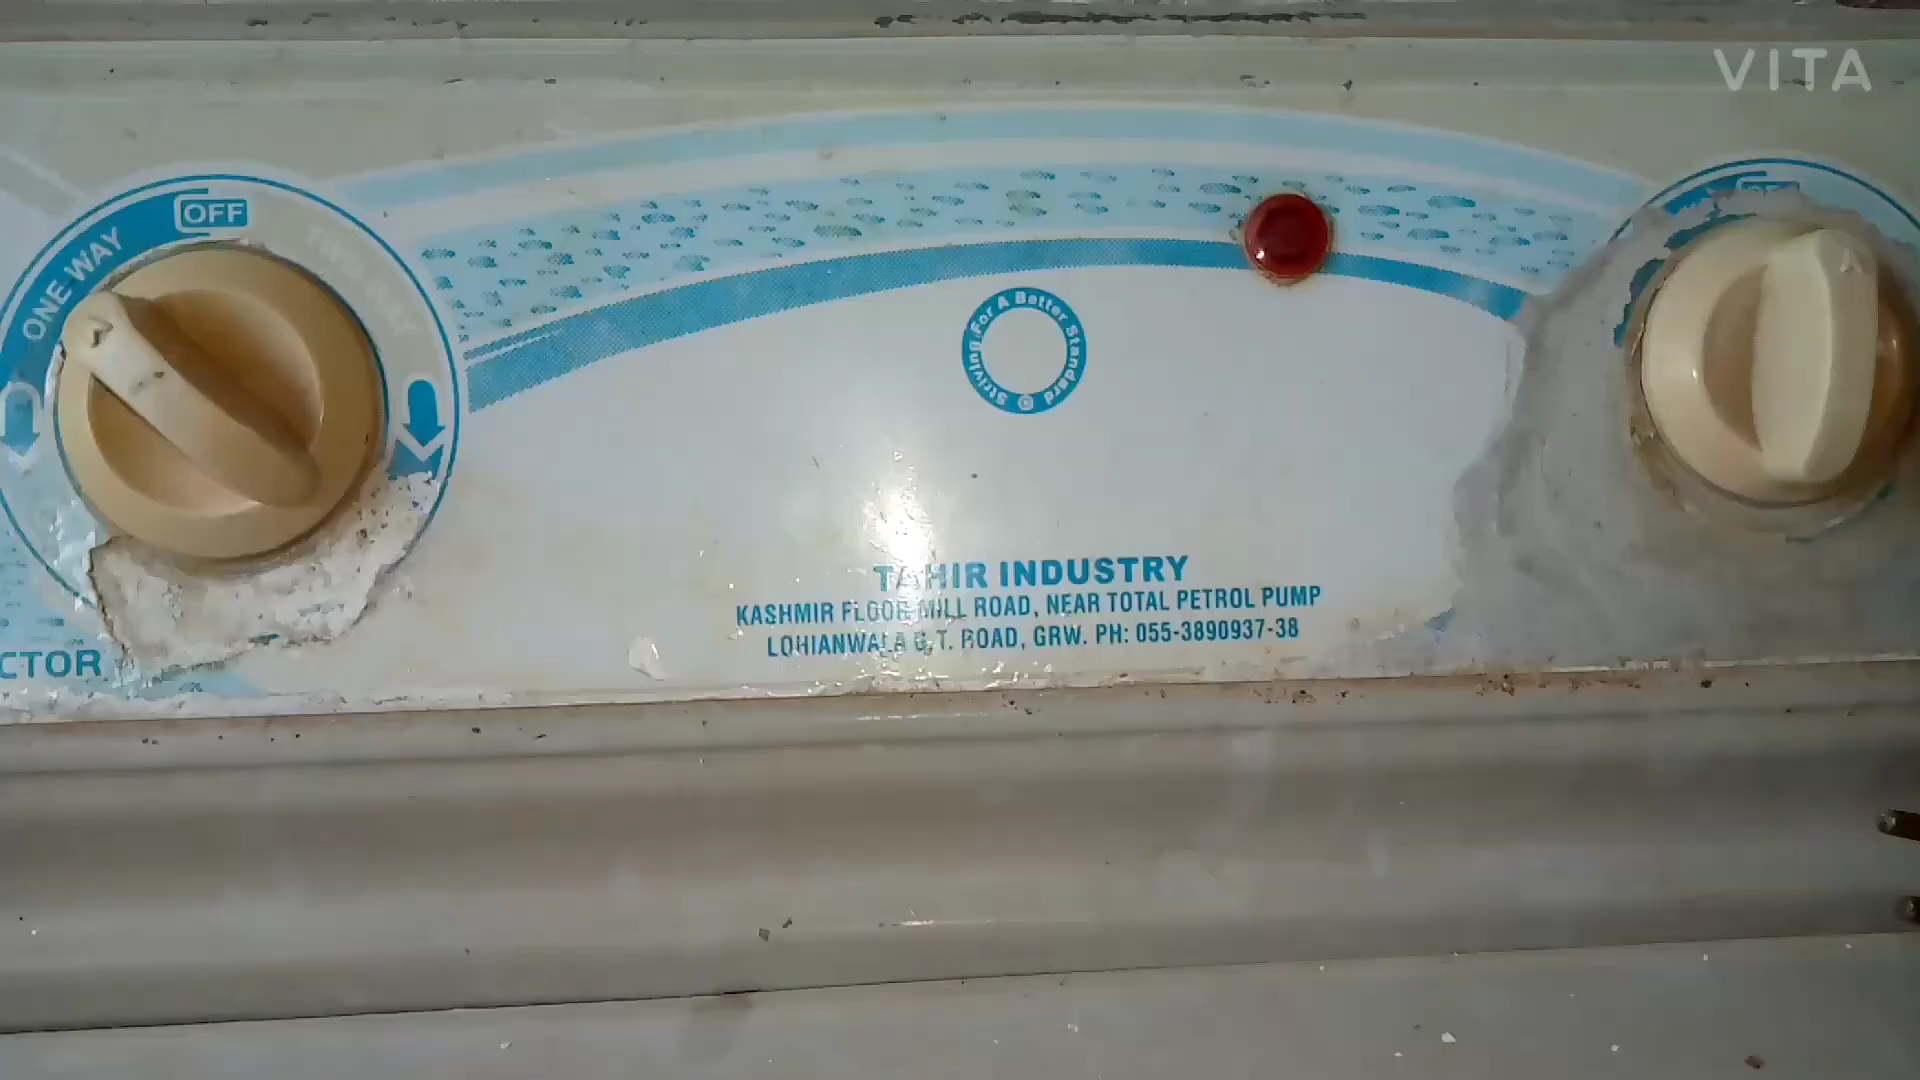 VITA
OFF
ONE-WAY
OFF
Striving For A Better Standard
TAHIR INDUSTRY
KASHMIR FLOOR MILL ROAD, NEAR TOTAL PETROL PUMP
LOHIANWALA G.T. ROAD, GRW. PH: 055-3890937-38
CTOR